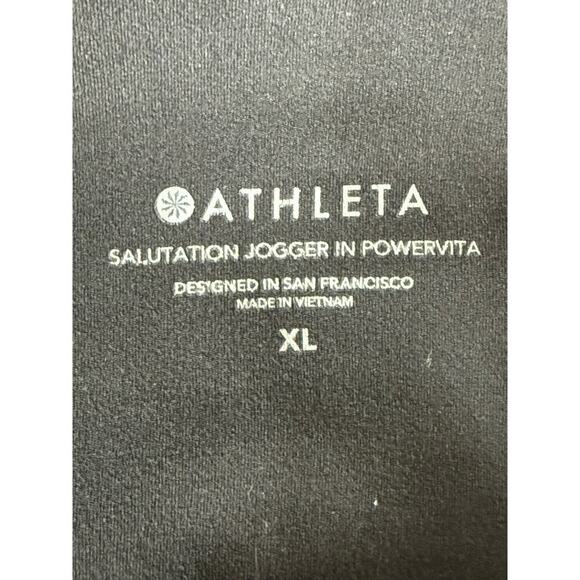 ATHLETA
SALUTATION JOGGER IN POWERVITA
DESIGNED IN SAN FRANCISCO
MADE IN VIETNAM
XL